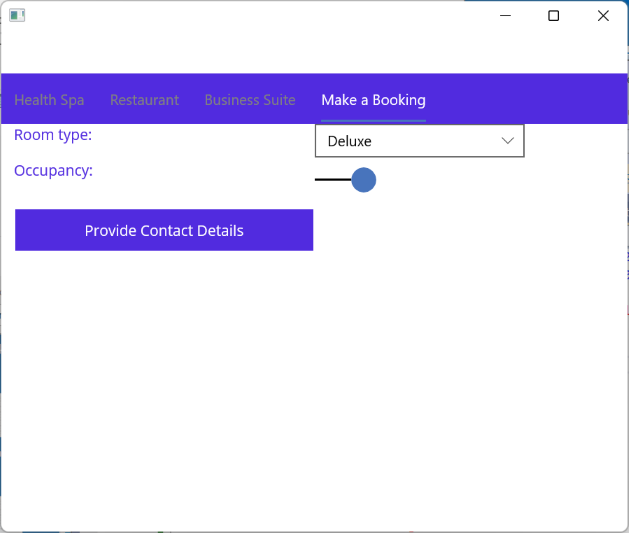 Health Spa Restaurant Business Suite Make a Booking
Room type: Deluxe
Occupancy:
Provide Contact Details